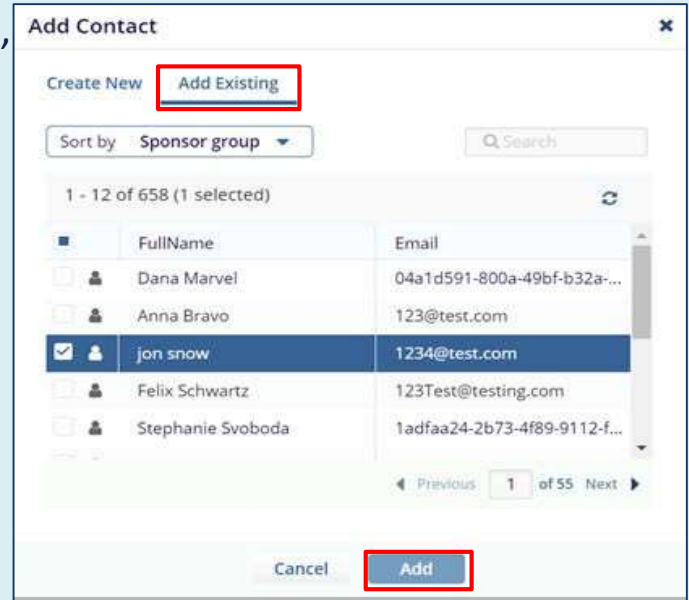 ,
Add Contact
Create New Add Existing
Sort by Sponsor group
Search
1 - 12 of 658 (1 selected)
FullName Email
Dana Marvel 04a1d591-800a-49bf-b32a-...
Anna Bravo 123@test.com
jon snow 1234@test.com
Felix Schwartz 123Test@testing.com
Stephanie Svoboda 1adfaa24-2b73-4f89-9112-f...
Previous 1 of 55 Next
Cancel Add